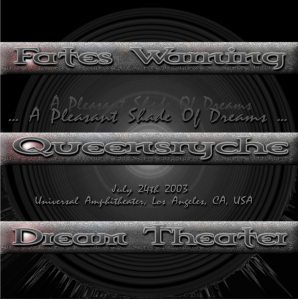 Fates Warning
A Pleasant Shade Of Dreams
... A Pleasant Shade Of Dreams ...
Queensryche
July 24th 2003
Universal Amphitheater, Los Angeles, CA, USA
Dream Theater